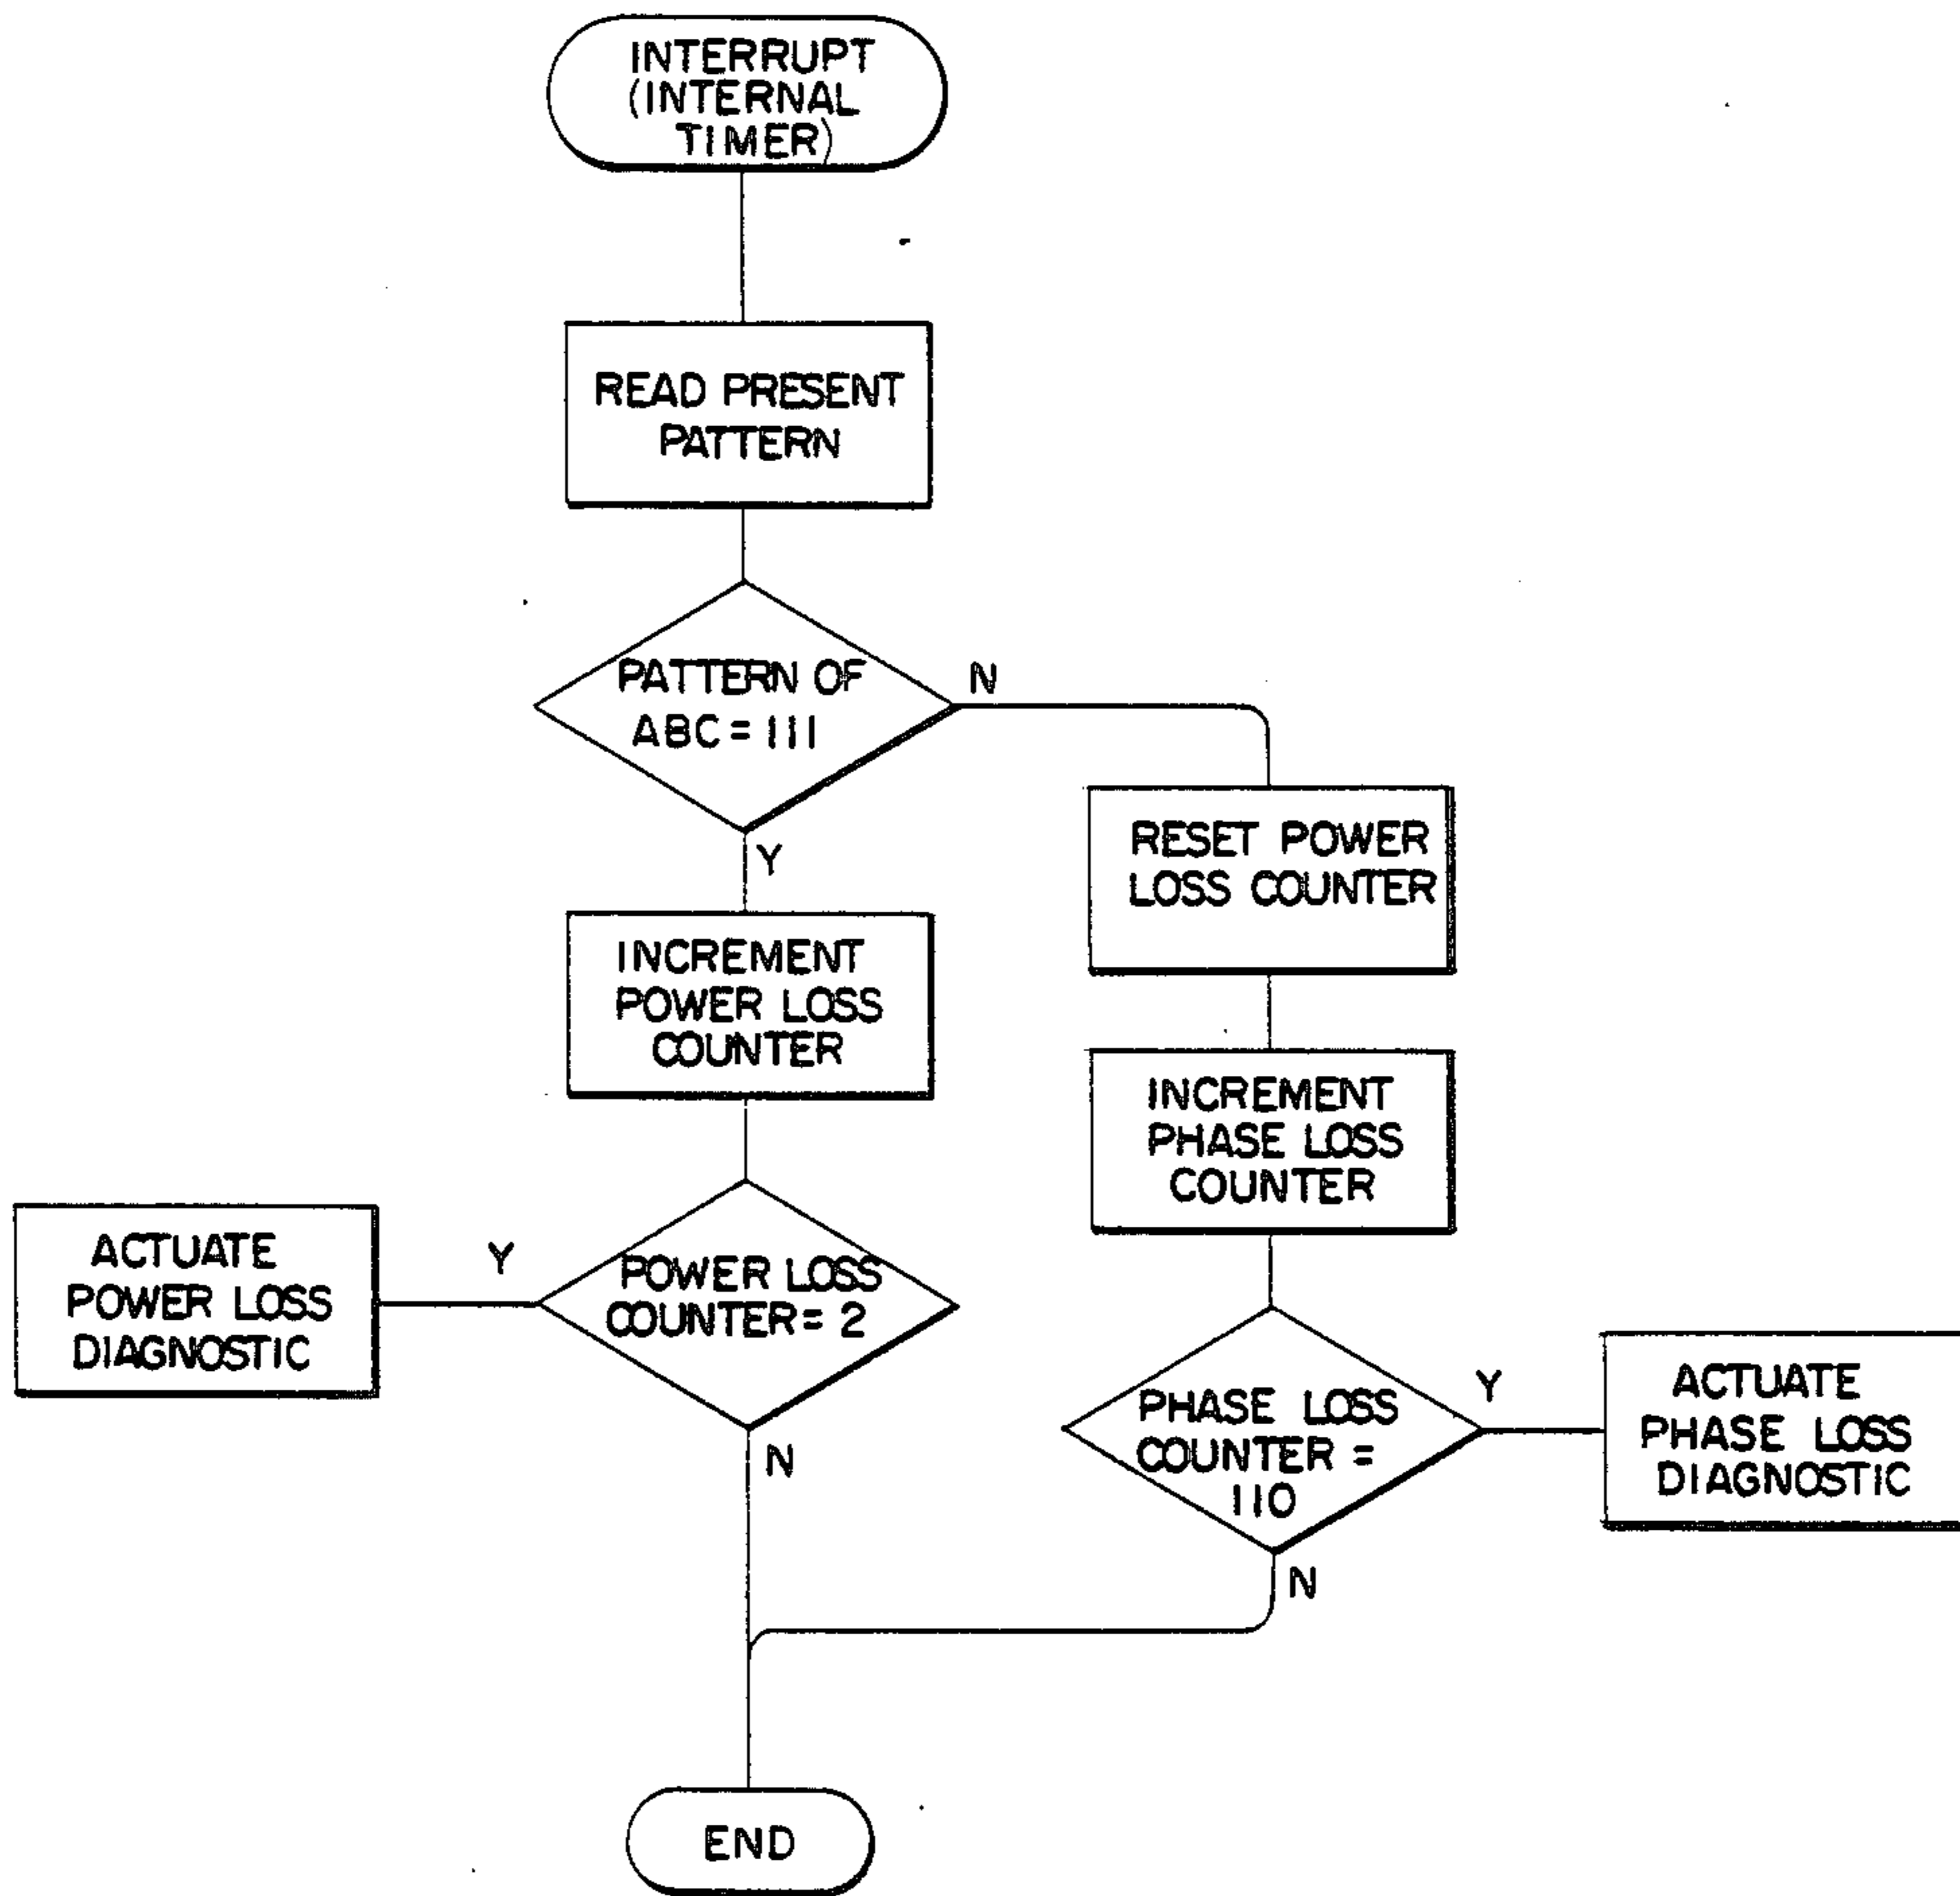 INTERRUPT
(INTERNAL
TIMER)
READ PRESENT
PATTERN
PATTERN OF
ABC = 111
N
Y
RESET POWER
LOSS COUNTER
INCREMENT
POWER LOSS
COUNTER
INCREMENT
PHASE LOSS
COUNTER
ACTUATE
POWER LOSS
DIAGNOSTIC
Y
POWER LOSS
COUNTER = 2
N
PHASE LOSS
COUNTER =
110
Y
N
ACTUATE
PHASE LOSS
DIAGNOSTIC
END